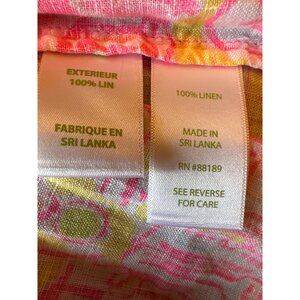 EXTERIEUR
100% LIN
FABRIQUE EN
SRI LANKA
100% LINEN
MADE IN
SRI LANKA
RN #88189
SEE REVERSE
FOR CARE